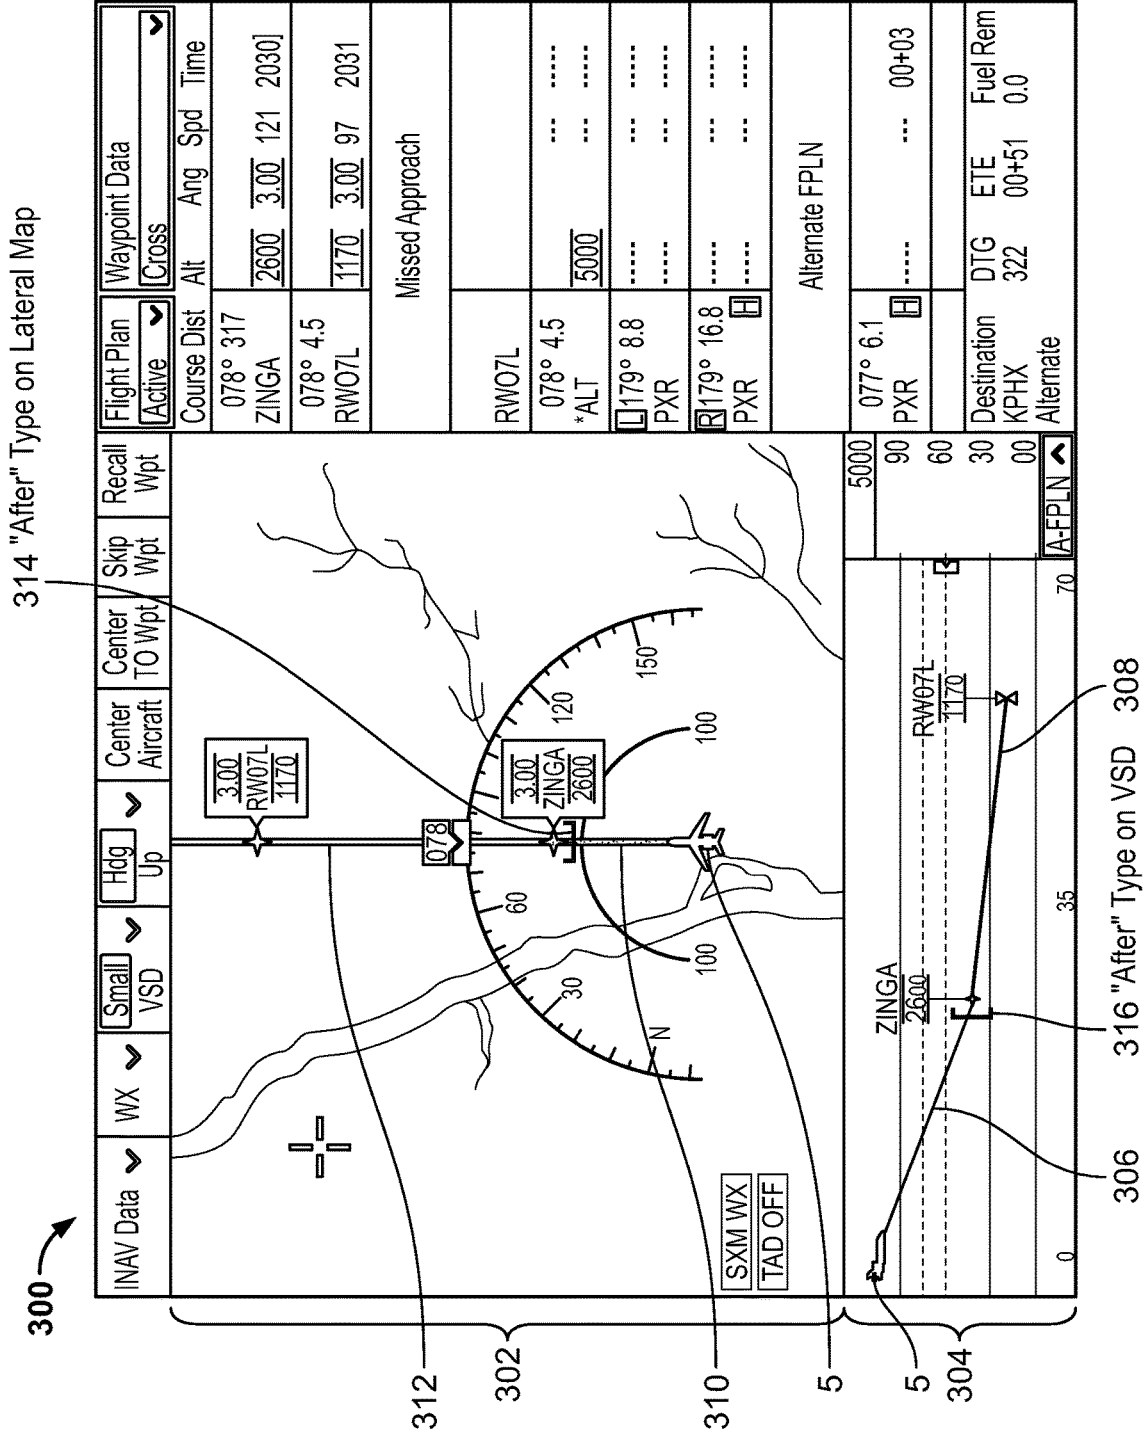 300
INAV Data
WX
Small
VSD
Hdg
Up
Center
Aircraft
Center
TO Wpt
Skip
Wpt
Recall
Wpt
314 "After" Type on Lateral Map
3.00
RW07L
1170
078
3.00
ZINGA
2600
N
30
60
120
150
100
100
SXM WX
TAD OFF
312
302
310
5
Flight Plan
Active
Waypoint Data
Cross
Course Dist Alt Ang Spd Time
078° 317
ZINGA 2600 3.00 121 2030]
078° 4.5
RW07L 1170 3.00 97 2031
Missed Approach
RW07L
078° 4.5 --- -----
*ALT 5000 --- -----
L 179° 8.8 ----- --- -----
PXR ----- --- -----
R 179° 16.8 ----- --- -----
PXR H ----- --- -----
Alternate FPLN
077° 6.1
PXR H ----- --- 00+03
Destination DTG ETE Fuel Rem
KPHX 322 00+51 0.0
Alternate
5000
90
60
30
00
A-FPLN
ZINGA
2600
RW07L
1170
0
35
70
5
304
306
316 "After" Type on VSD
308